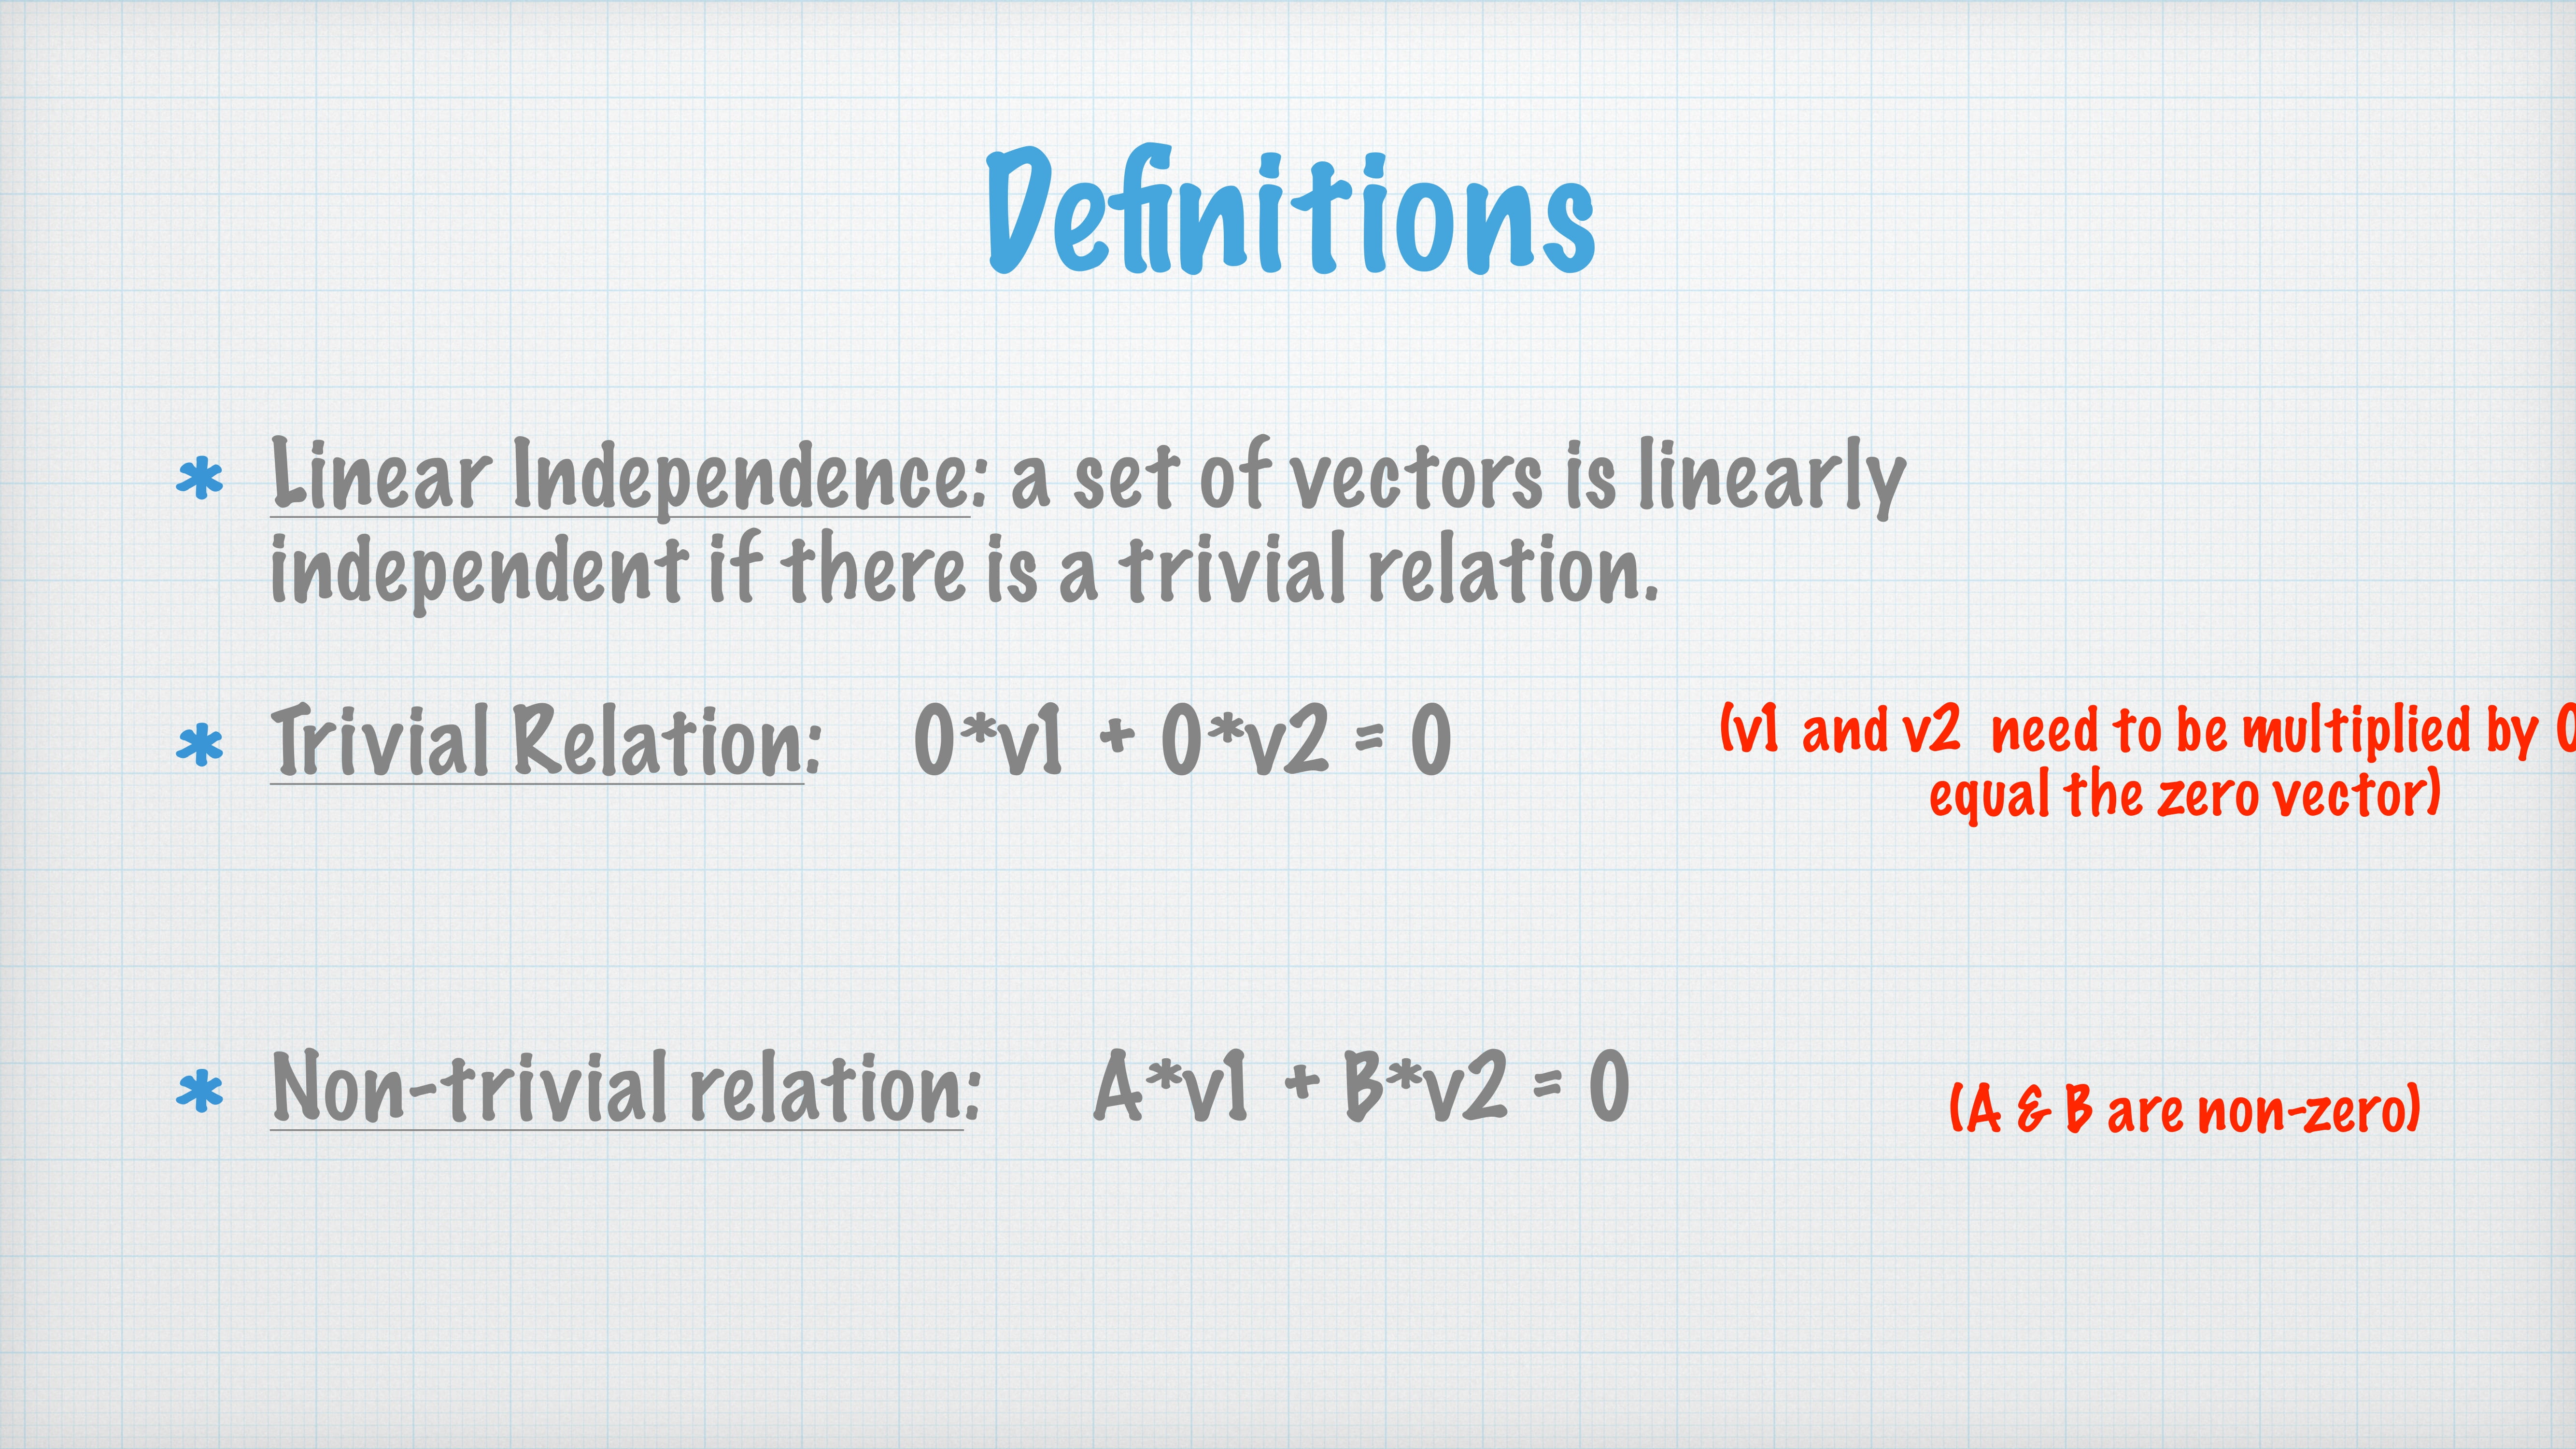 Definitions
* Linear Independence: a set of vectors is linearly
independent if there is a trivial relation.
* Trivial Relation: 0*v1 + 0*v2 = 0
(v1 and v2 need to be multiplied by 0
equal the zero vector)
* Non-trivial relation: A*v1 + B*v2 = 0
(A & B are non-zero)